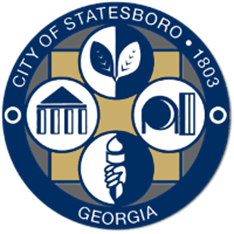 CITY OF STATESBORO • 1803
GEORGIA